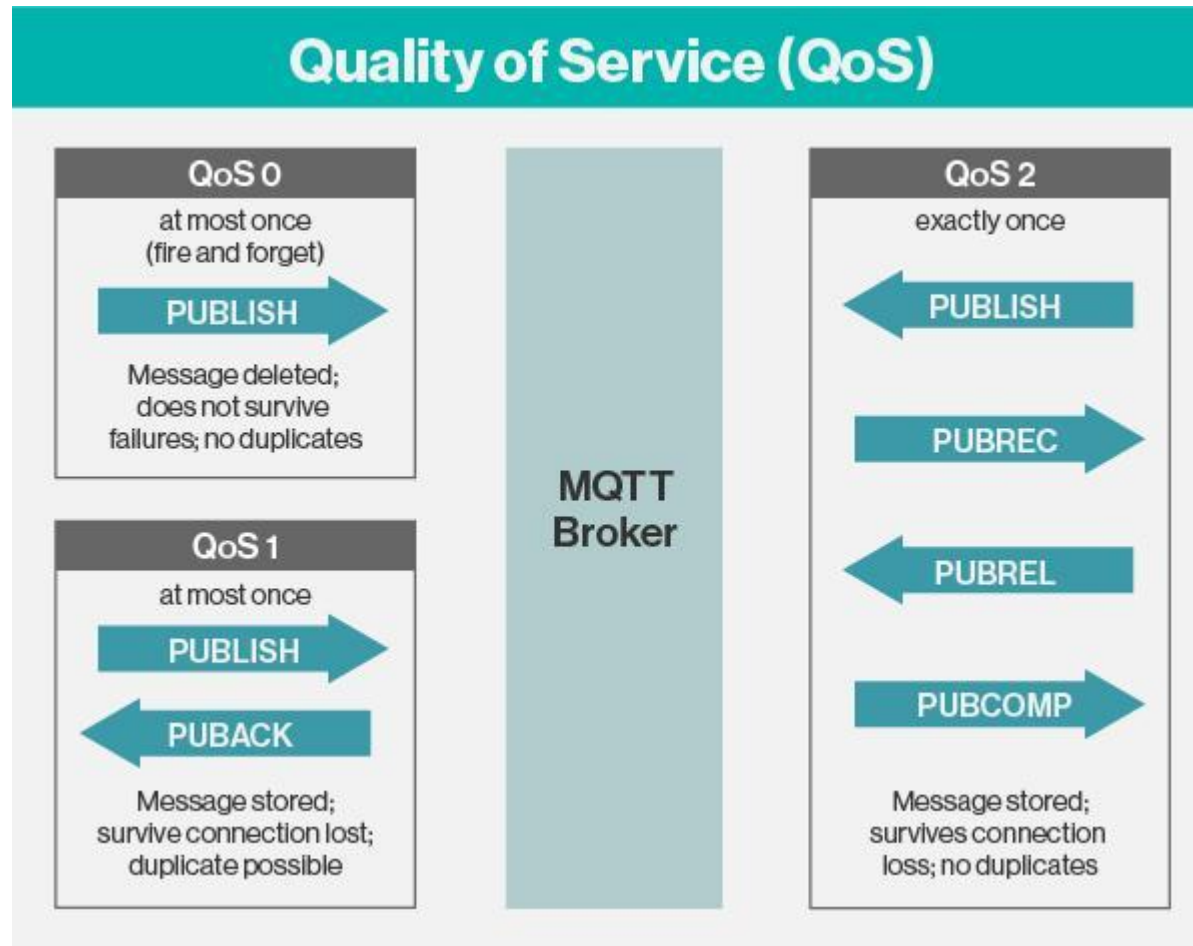 Quality of Service (QoS)
QoS 0
at most once
(fire and forget)
PUBLISH
Message deleted;
does not survive
failures; no duplicates
QoS 1
at most once
PUBLISH
PUBACK
Message stored;
survive connection lost;
duplicate possible
MQTT
Broker
QoS 2
exactly once
PUBLISH
PUBREC
PUBREL
PUBCOMP
Message stored;
survives connection
loss; no duplicates